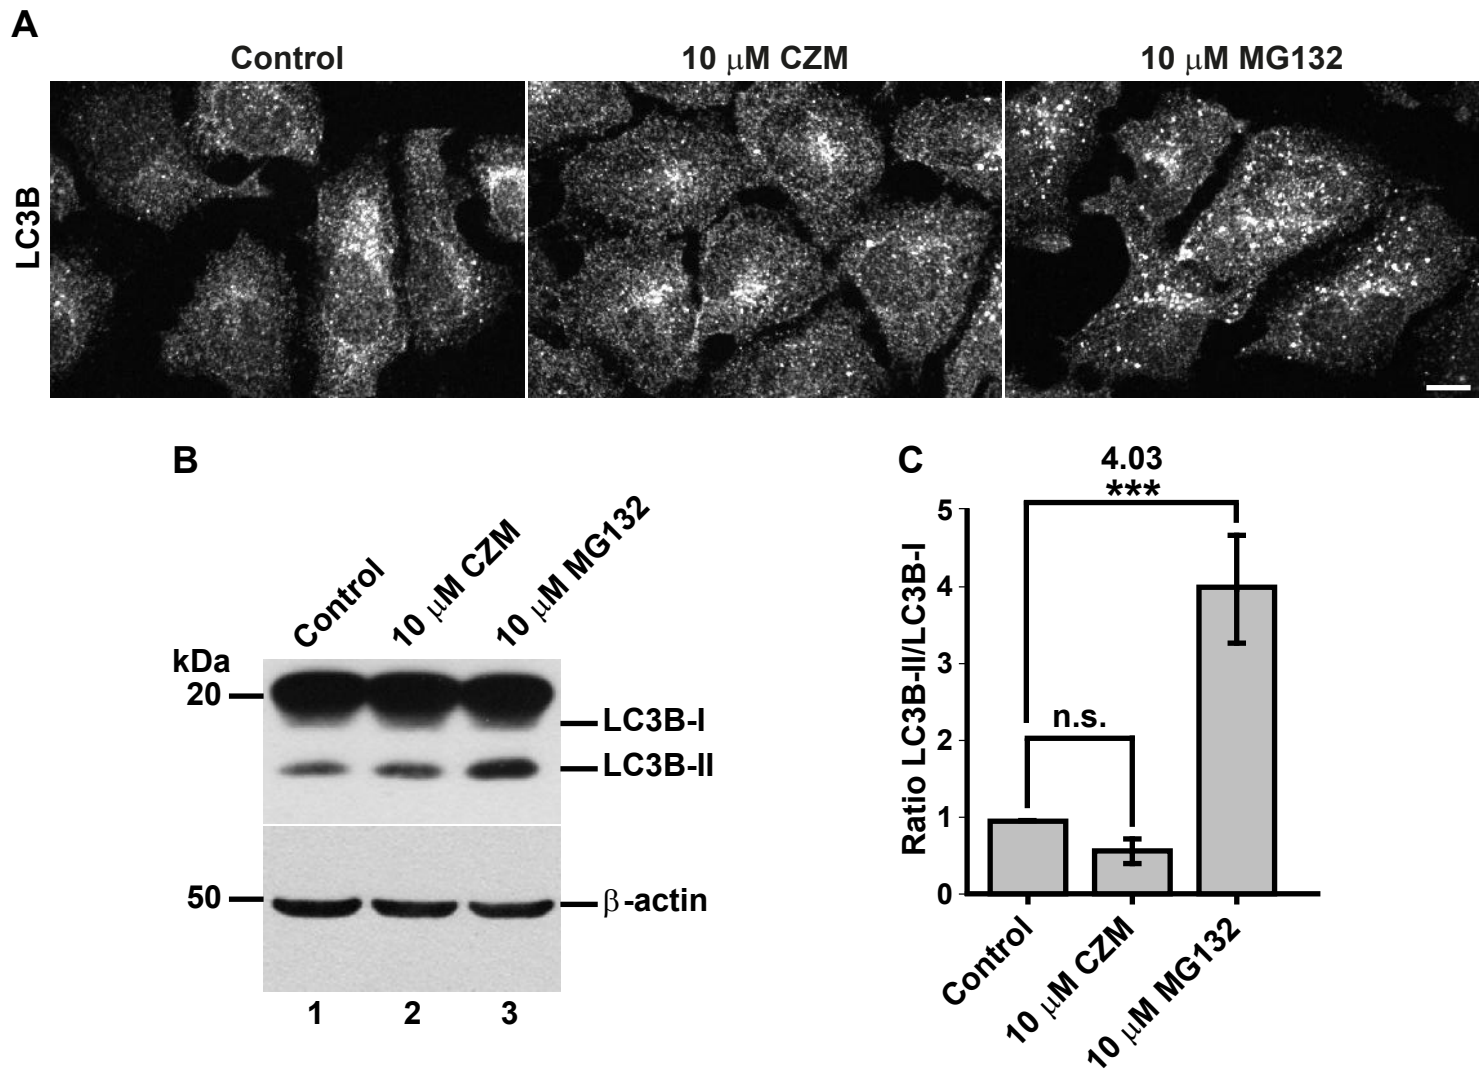 A
Control
10 μM CZM
10 μM MG132
LC3B
B
Control
10 μM CZM
10 μM MG132
kDa
20
LC3B-I
LC3B-II
50
β-actin
1 2 3
C
4.03
***
n.s.
Ratio LC3B-II/LC3B-I
5
4
3
2
1
0
Control
10 μM CZM
10 μM MG132